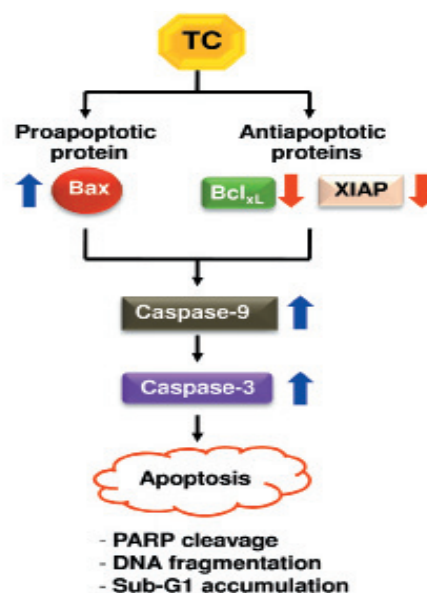 TC
Proapoptotic
protein
Antiapoptotic
proteins
Bax
BclxL
XIAP
Caspase-9
Caspase-3
Apoptosis
- PARP cleavage
- DNA fragmentation
- Sub-G1 accumulation